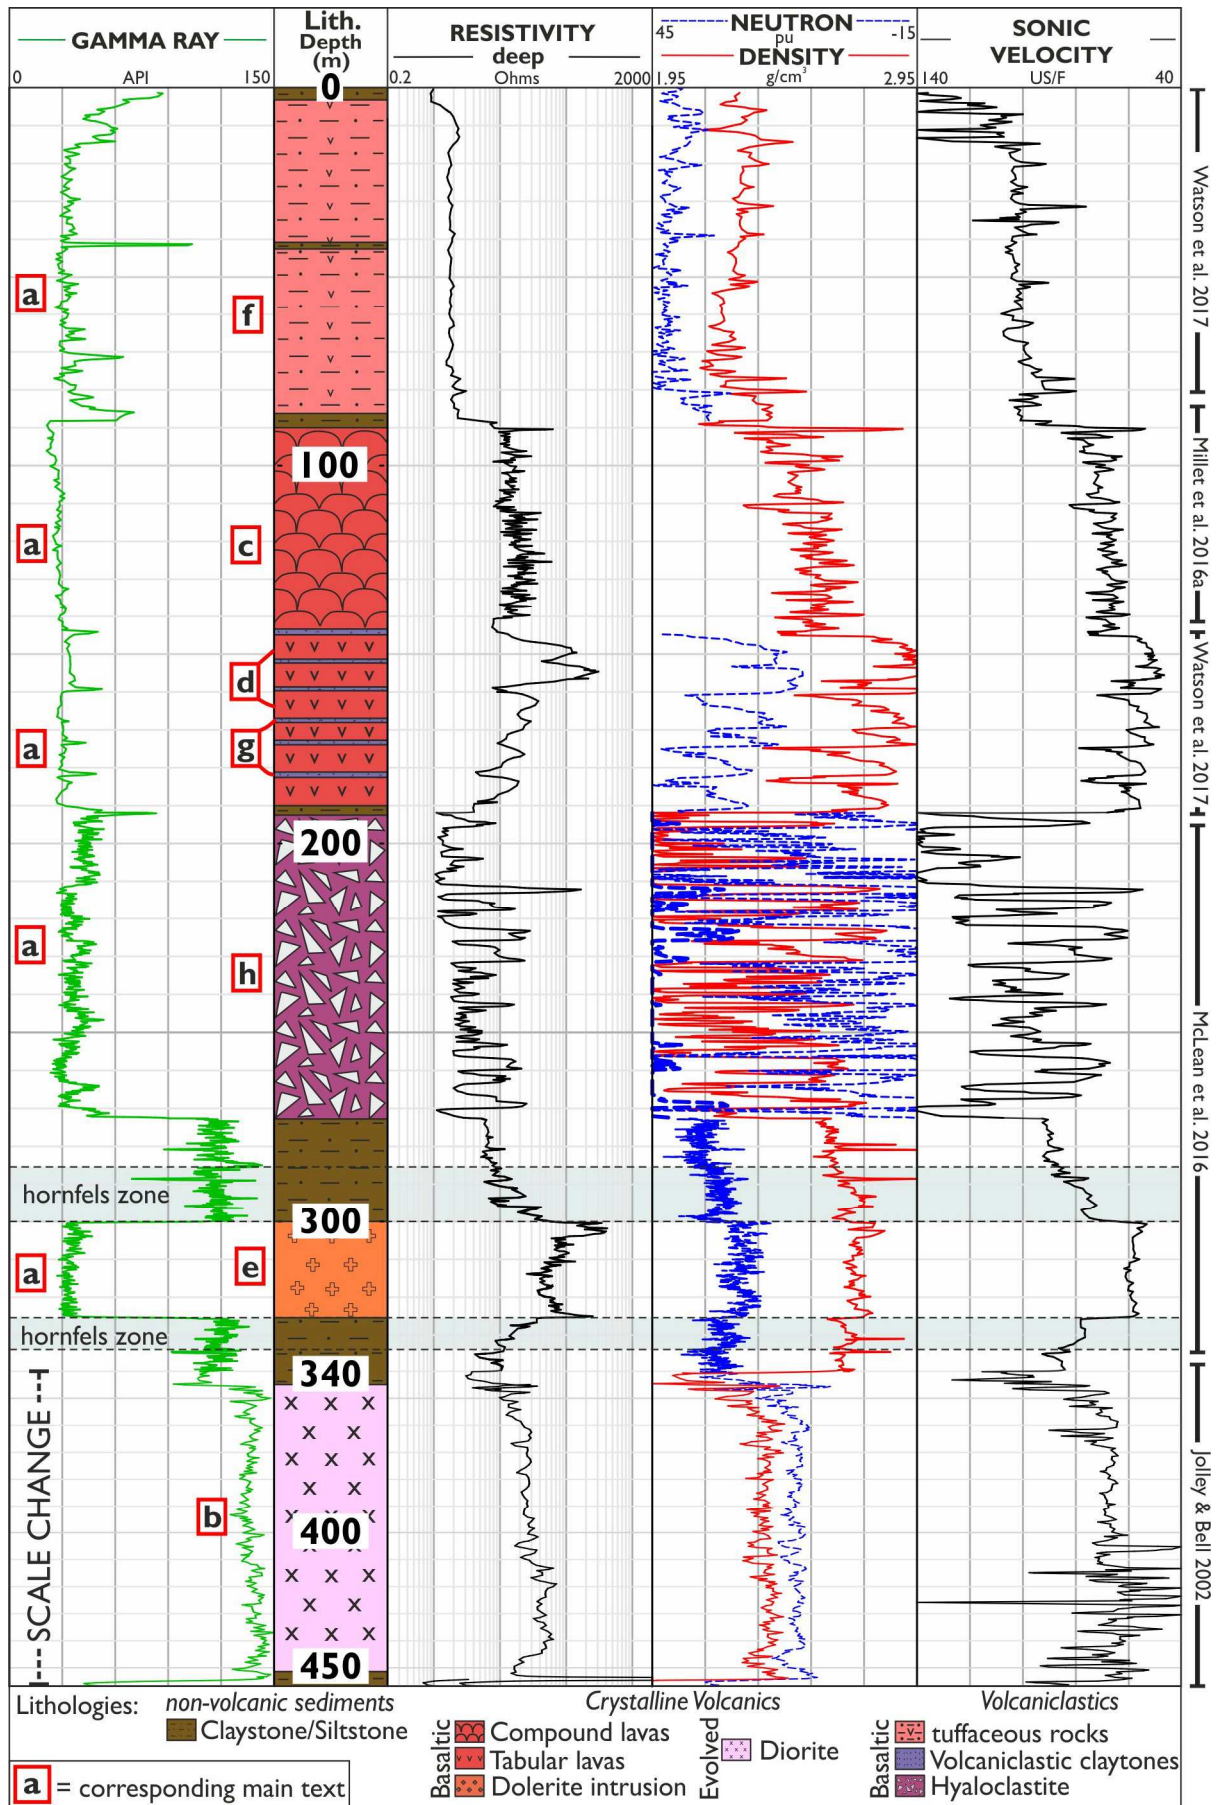 GAMMA RAY
0 API 150
Lith.
Depth
(m)
RESISTIVITY
deep
0.2 Ohms 2000
NEUTRON
45 pu -15
DENSITY
1.95 g/cm³ 2.95
SONIC
VELOCITY
140 US/F 40
0
a
f
100
a
c
d
a
g
200
a
h
hornfels zone
300
a
e
hornfels zone
340
b
400
450
SCALE CHANGE
Watson et al. 2017
Millet et al. 2016a
Watson et al. 2017
McLean et al. 2016
Jolley & Bell 2002
Lithologies:
non-volcanic sediments
Claystone/Siltstone
Crystalline Volcanics
Basaltic
Compound lavas
Tabular lavas
Dolerite intrusion
Evolved
Diorite
Volcaniclastics
Basaltic
tuffaceous rocks
Volcaniclastic claytones
Hyaloclastite
a = corresponding main text